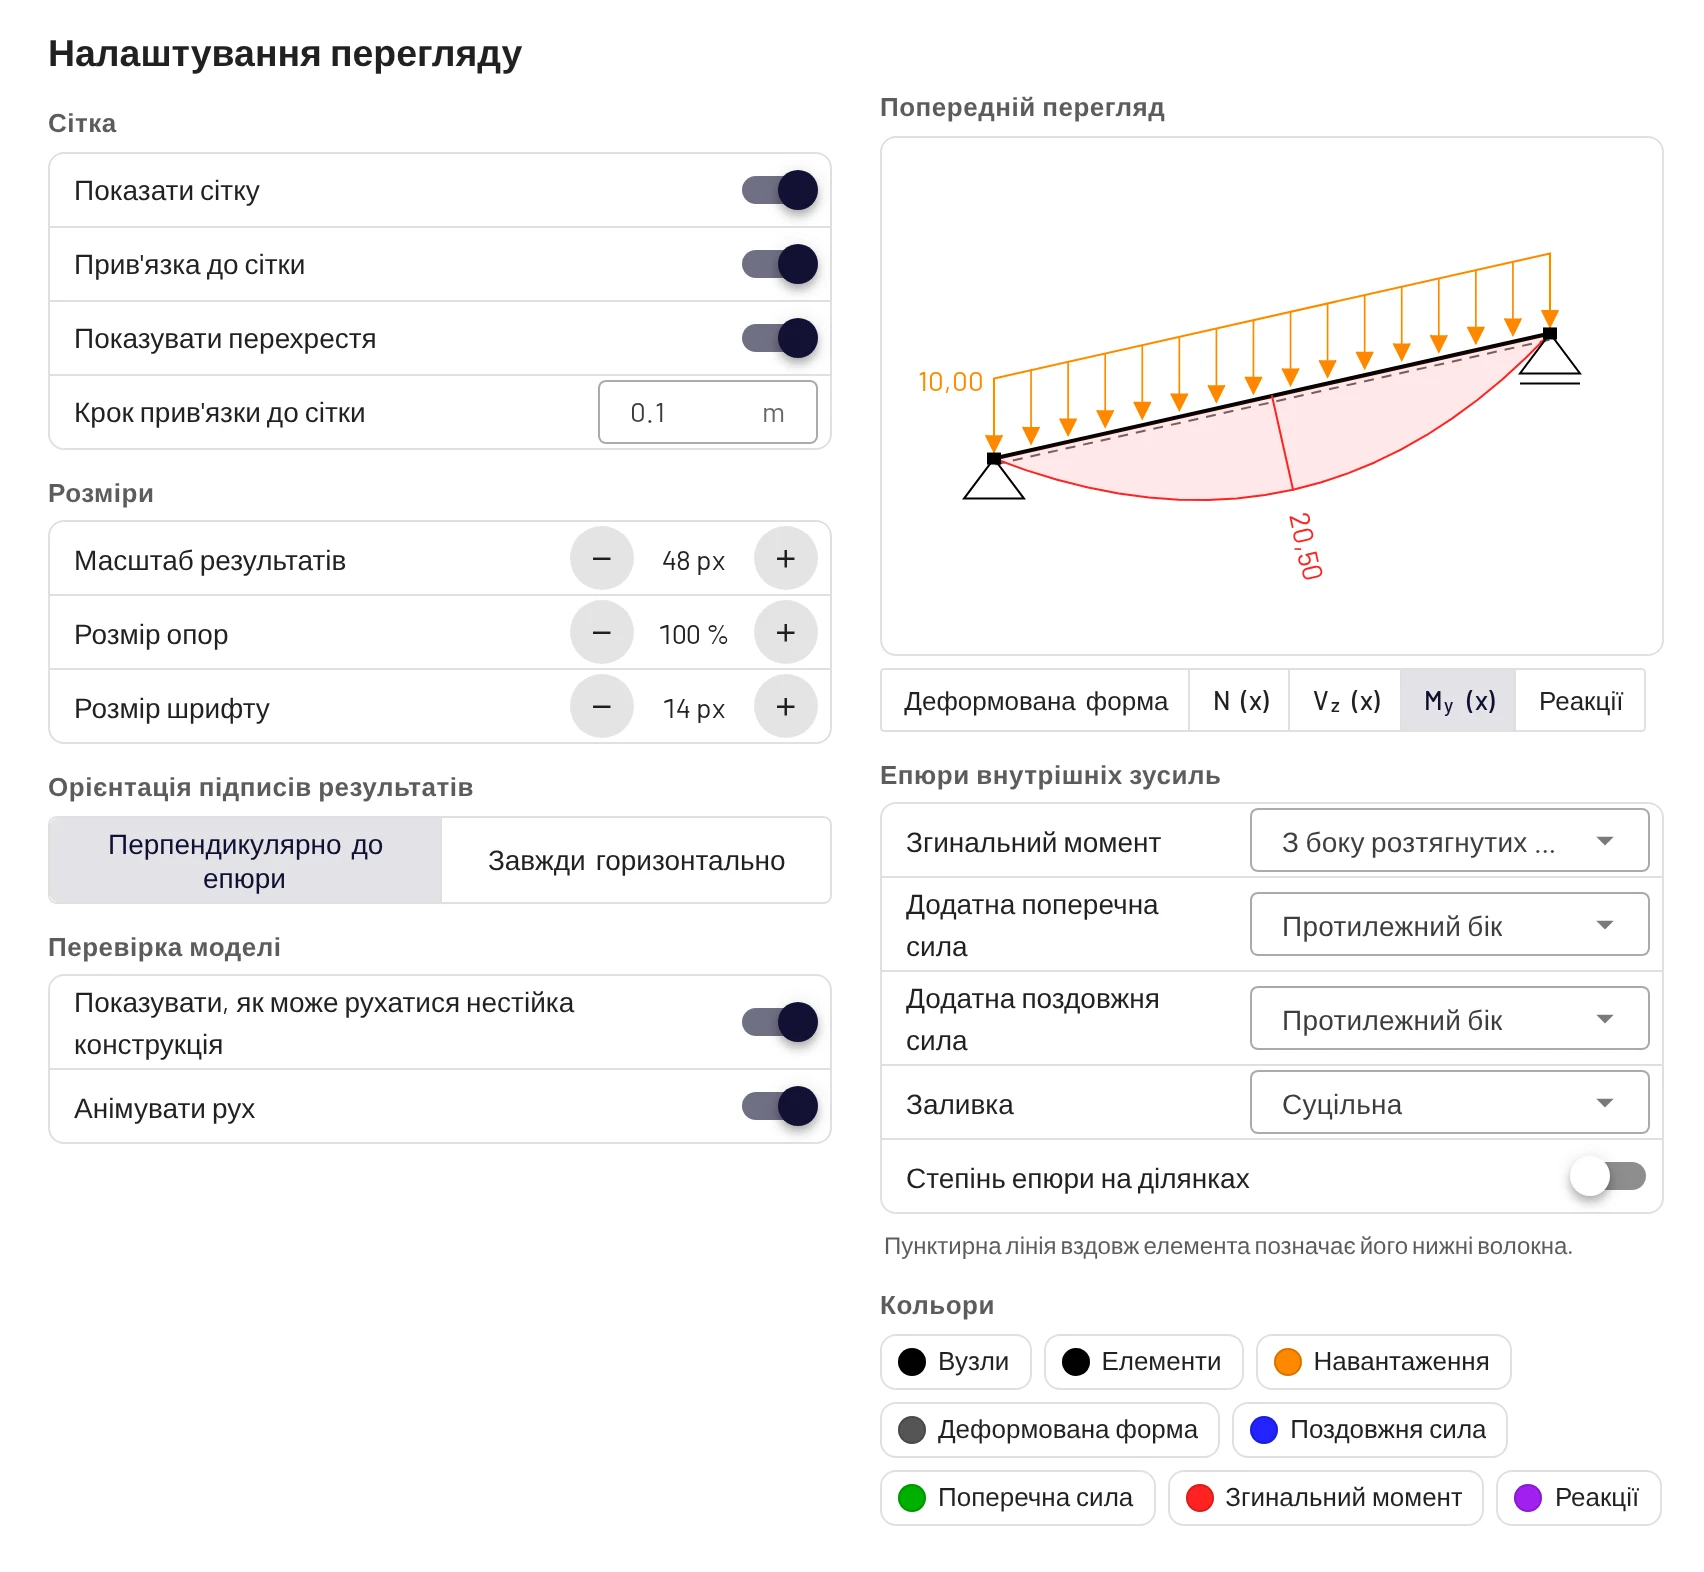 Налаштування перегляду
Сітка
Показати сітку
Прив'язка до сітки
Показувати перехрестя
Крок прив'язки до сітки
0.1 m
Розміри
Масштаб результатів
− 48 px +
Розмір опор
− 100 % +
Розмір шрифту
− 14 px +
Орієнтація підписів результатів
Перпендикулярно до
епюри
Завжди горизонтально
Перевірка моделі
Показувати, як може рухатися нестійка
конструкція
Анімувати рух
Попередній перегляд
10,00
20,50
Деформована форма N (x) Vz (x) My (x) Реакції
Епюри внутрішніх зусиль
Згинальний момент
З боку розтягнутих ...
Додатна поперечна
сила
Протилежний бік
Додатна поздовжня
сила
Протилежний бік
Заливка
Суцільна
Степінь епюри на ділянках
Пунктирна лінія вздовж елемента позначає його нижні волокна.
Кольори
Вузли Елементи Навантаження
Деформована форма Поздовжня сила
Поперечна сила Згинальний момент Реакції